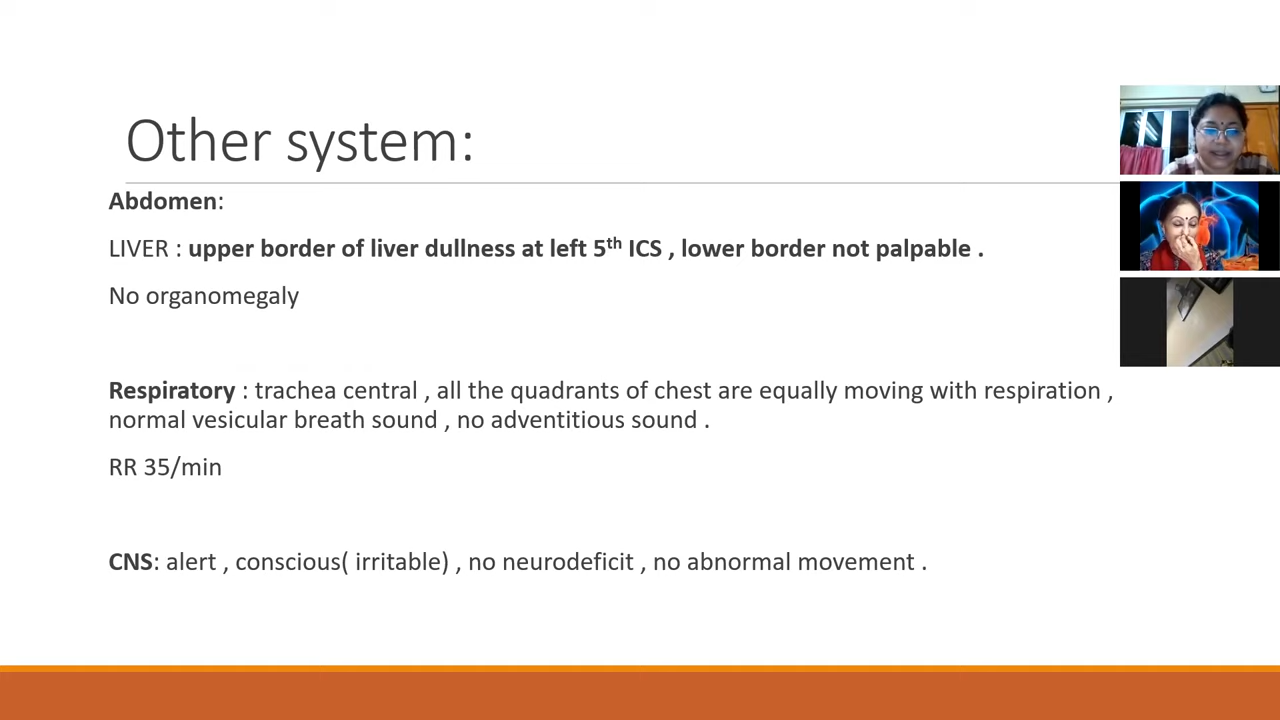 Other system:
Abdomen:
LIVER : upper border of liver dullness at left 5th ICS , lower border not palpable .
No organomegaly
Respiratory : trachea central , all the quadrants of chest are equally moving with respiration ,
normal vesicular breath sound , no adventitious sound .
RR 35/min
CNS: alert , conscious( irritable) , no neurodeficit , no abnormal movement .